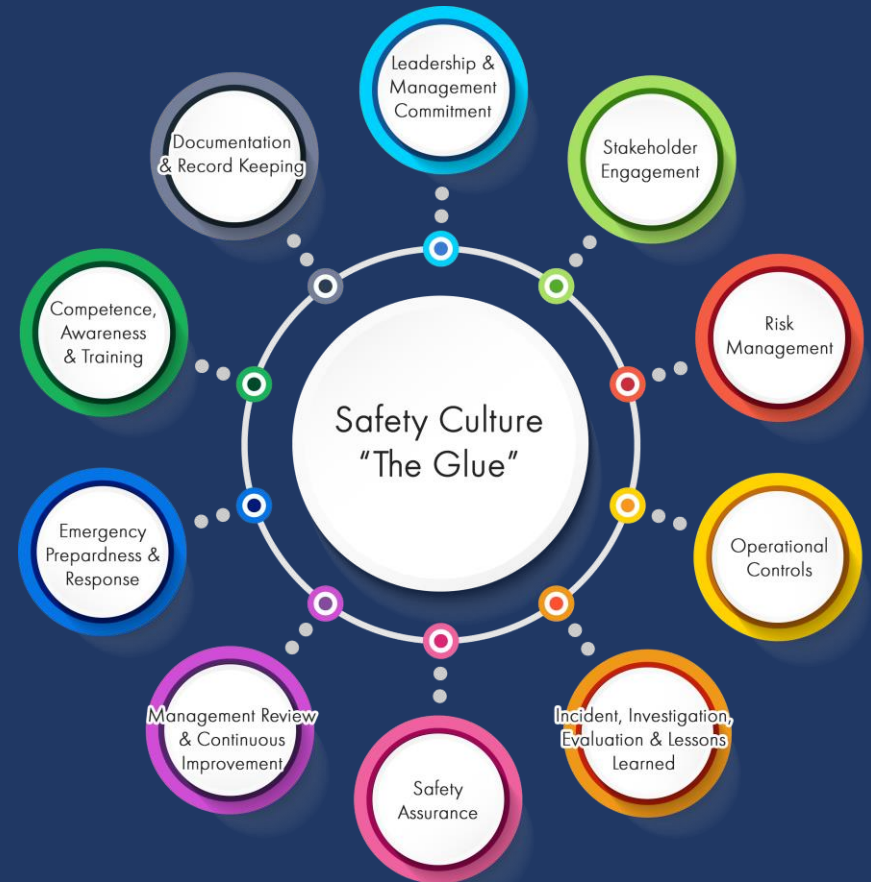 Leadership &
Management
Commitment
Stakeholder
Engagement
Risk
Management
Operational
Controls
Incident, Investigation,
Evaluation & Lessons
Learned
Safety
Assurance
Management Review
& Continuous
Improvement
Emergency
Prepardness &
Response
Competence,
Awareness
& Training
Documentation
& Record Keeping
Safety Culture
"The Glue"